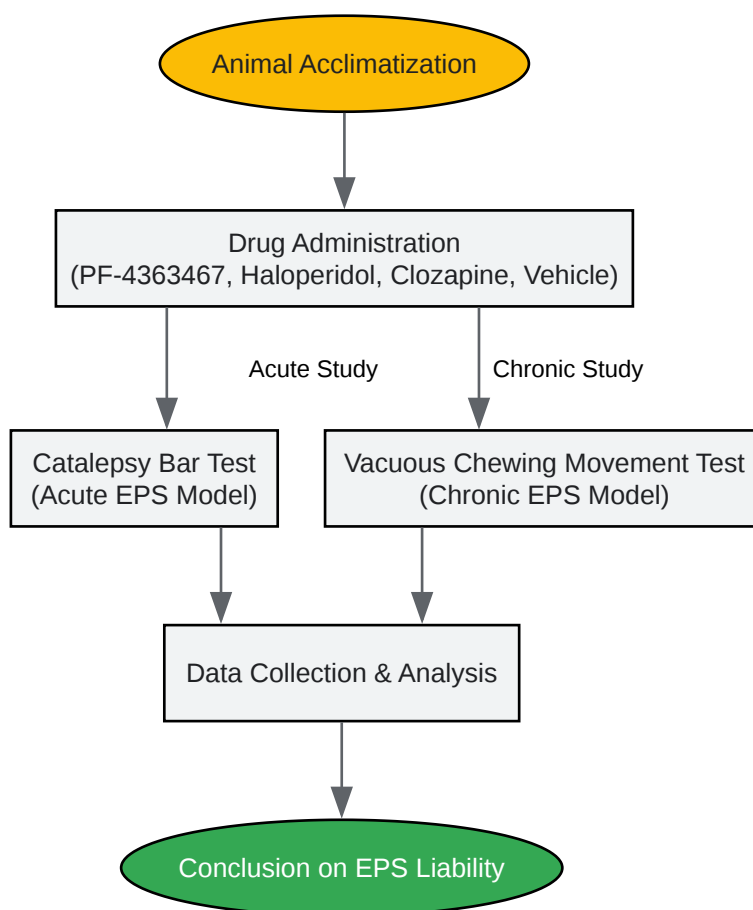 Animal Acclimatization
Drug Administration
(PF-4363467, Haloperidol, Clozapine, Vehicle)
Acute Study
Chronic Study
Catalepsy Bar Test
(Acute EPS Model)
Vacuous Chewing Movement Test
(Chronic EPS Model)
Data Collection & Analysis
Conclusion on EPS Liability